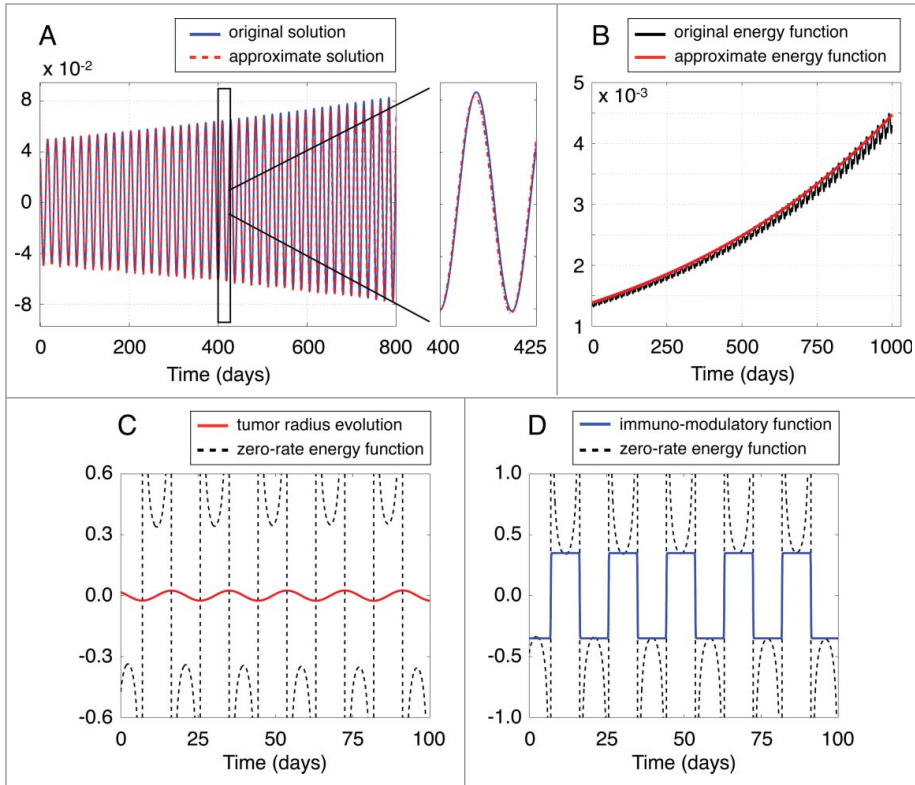 A
original solution
approximate solution
x 10-2
8
4
0
-4
-8
0 200 400 600 800
Time (days)
400 425
B
original energy function
approximate energy function
x 10-3
5
4
3
2
1
0 250 500 750 1000
Time (days)
C
tumor radius evolution
zero-rate energy function
0.6
0.3
0.0
-0.3
-0.6
0 25 50 75 100
Time (days)
D
immuno-modulatory function
zero-rate energy function
1.0
0.5
0.0
-0.5
-1.0
0 25 50 75 100
Time (days)